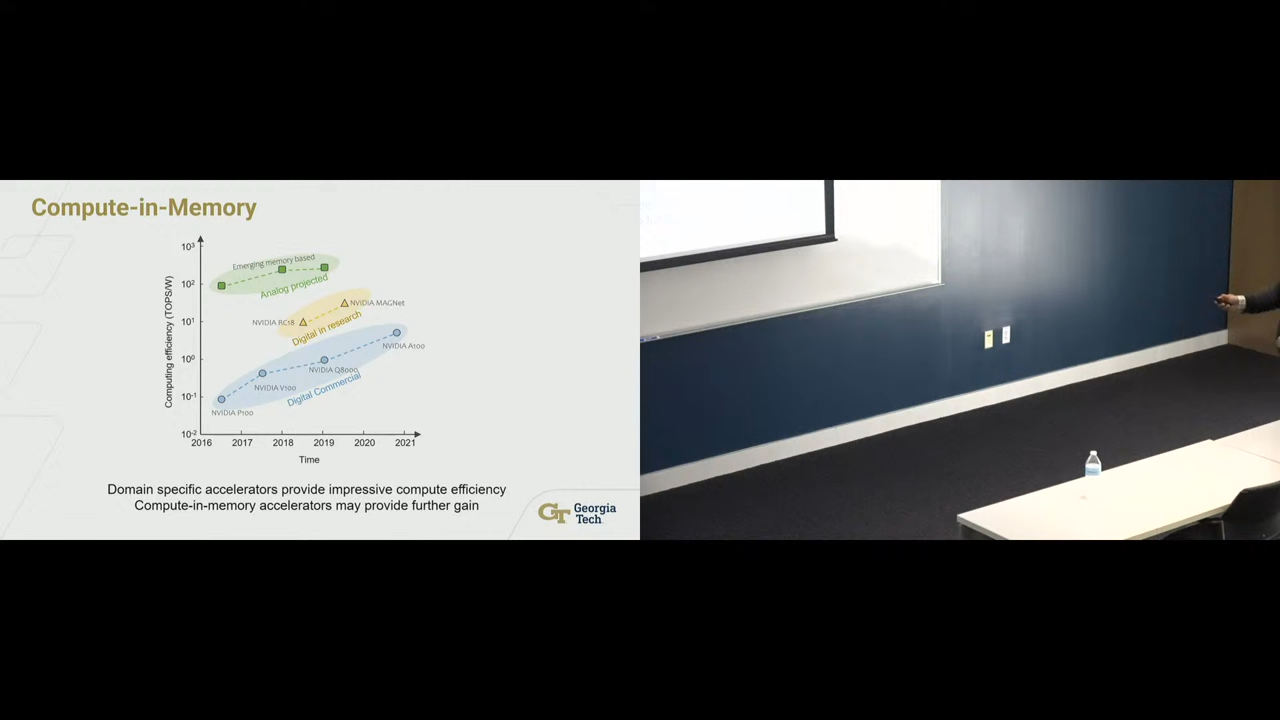 Compute-in-Memory
Computing efficiency (TOPS/W)
10³
10²
10¹
10⁰
10⁻¹
10⁻²
Emerging memory based
Analog projected
NVIDIA MAGNet
NVIDIA RC18
Digital in research
NVIDIA A100
NVIDIA Q8000
NVIDIA V100
Digital Commercial
NVIDIA P100
2016 2017 2018 2019 2020 2021
Time
Domain specific accelerators provide impressive compute efficiency
Compute-in-memory accelerators may provide further gain
GT Georgia
Tech